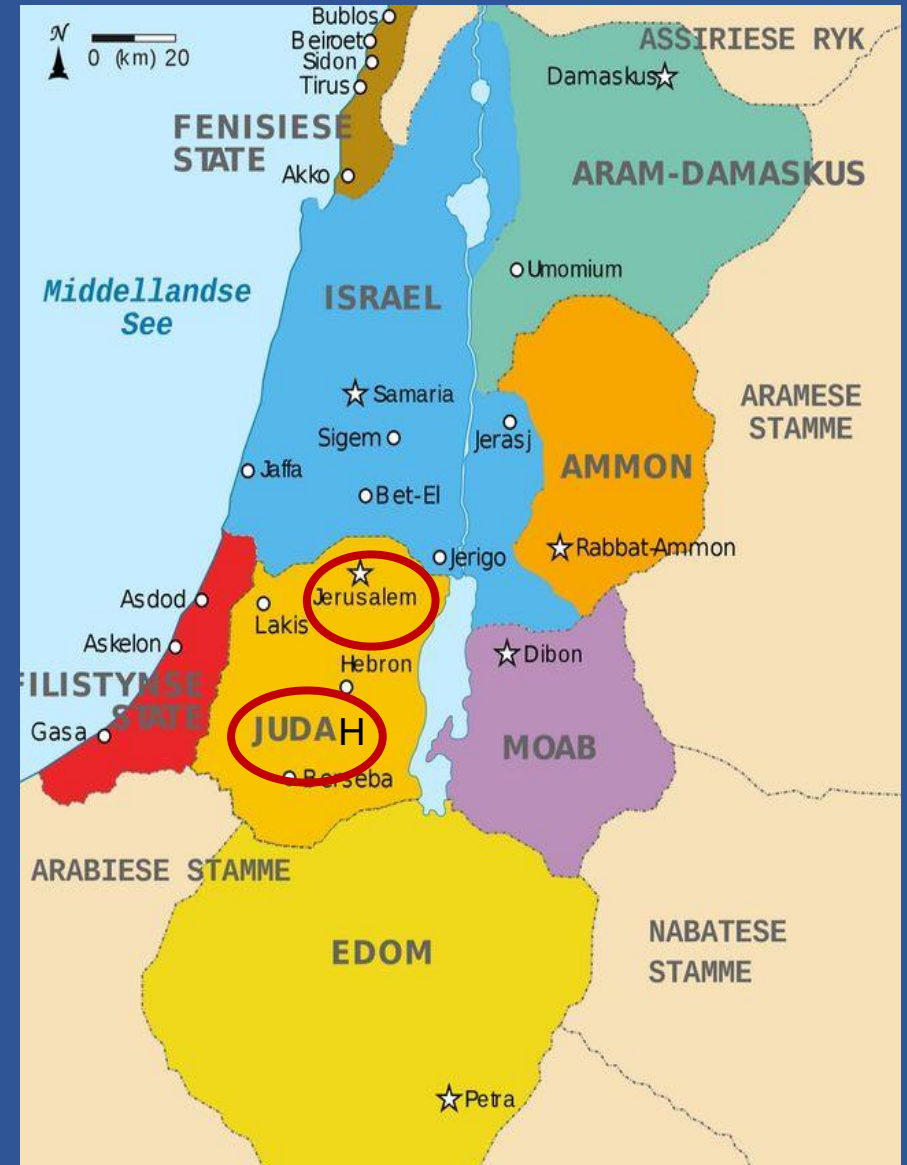 N
0 (km) 20
Bublos
Beiroet
Sidon
Tirus
ASSIRIESE RYK
Damaskus
FENISIESE
STATE
Akko
ARAM-DAMASKUS
Umomium
Middellandse
See
ISRAEL
Samaria
Sigem
Jerasj
ARAMESE
STAMME
Jaffa
AMMON
Bet-El
Jerigo
Rabbat-Ammon
Asdod
Jerusalem
Lakis
Askelon
Hebron
Dibon
FILISTYNSE
STATE
Gasa
JUDAH
MOAB
Berseba
ARABIESE STAMME
EDOM
NABATESE
STAMME
Petra